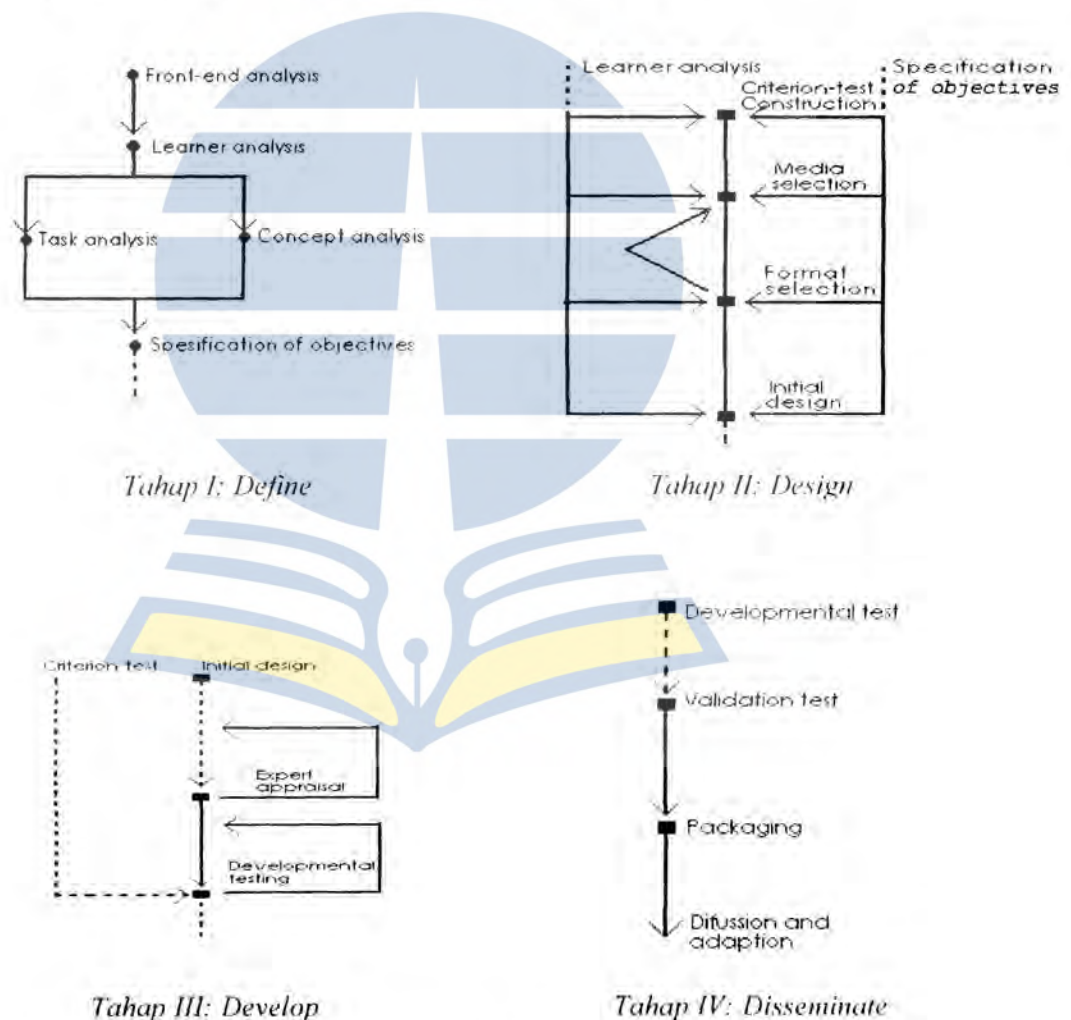 Front-end analysis
Learner analysis
Task analysis
Concept analysis
Spesification of objectives
Tahap I: Define
Learner analysis
Specification
of objectives
Criterion-test
Construction
Media
selection
Format
selection
Initial
design
Tahap II: Design
Criterion test
Initial design
Expert
appraisal
Developmental
testing
Tahap III: Develop
Developmental test
Validation test
Packaging
Difussion and
adaption
Tahap IV: Disseminate